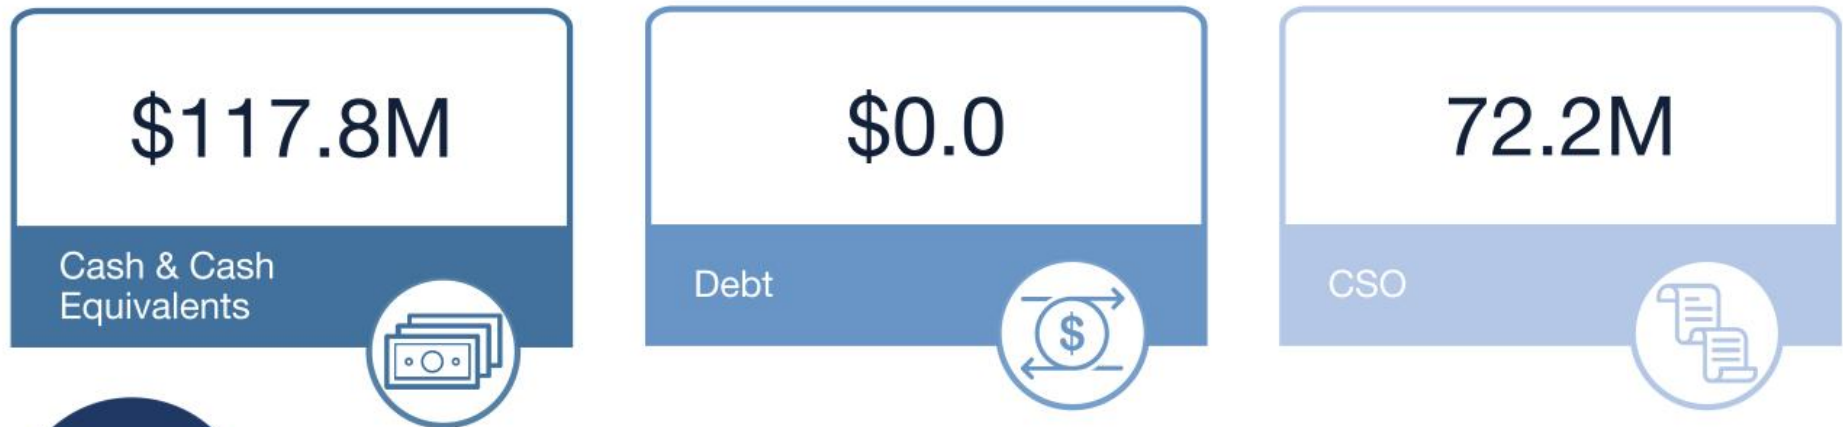 $117.8M
Cash & Cash
Equivalents
$0.0
Debt
$
72.2M
CSO